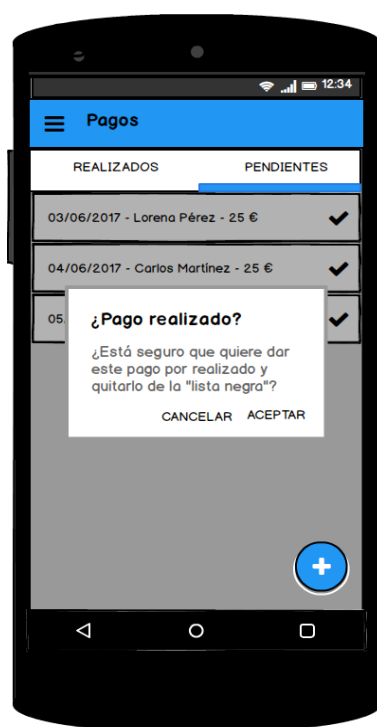 12:34
Pagos
REALIZADOS PENDIENTES
03/06/2017 - Lorena Pérez - 25 €
04/06/2017 - Carlos Martínez - 25 €
05
¿Pago realizado?
¿Está seguro que quiere dar
este pago por realizado y
quitarlo de la "lista negra"?
CANCELAR ACEPTAR